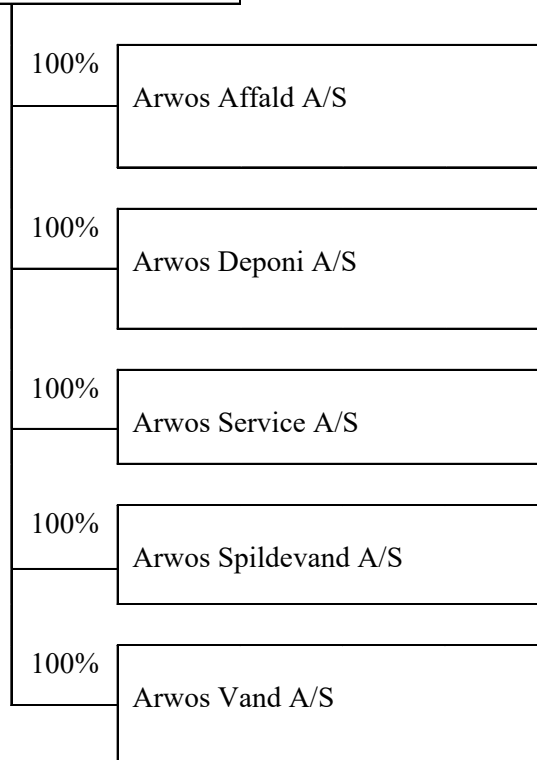 100%
Arwos Affald A/S
100%
Arwos Deponi A/S
100%
Arwos Service A/S
100%
Arwos Spildevand A/S
100%
Arwos Vand A/S